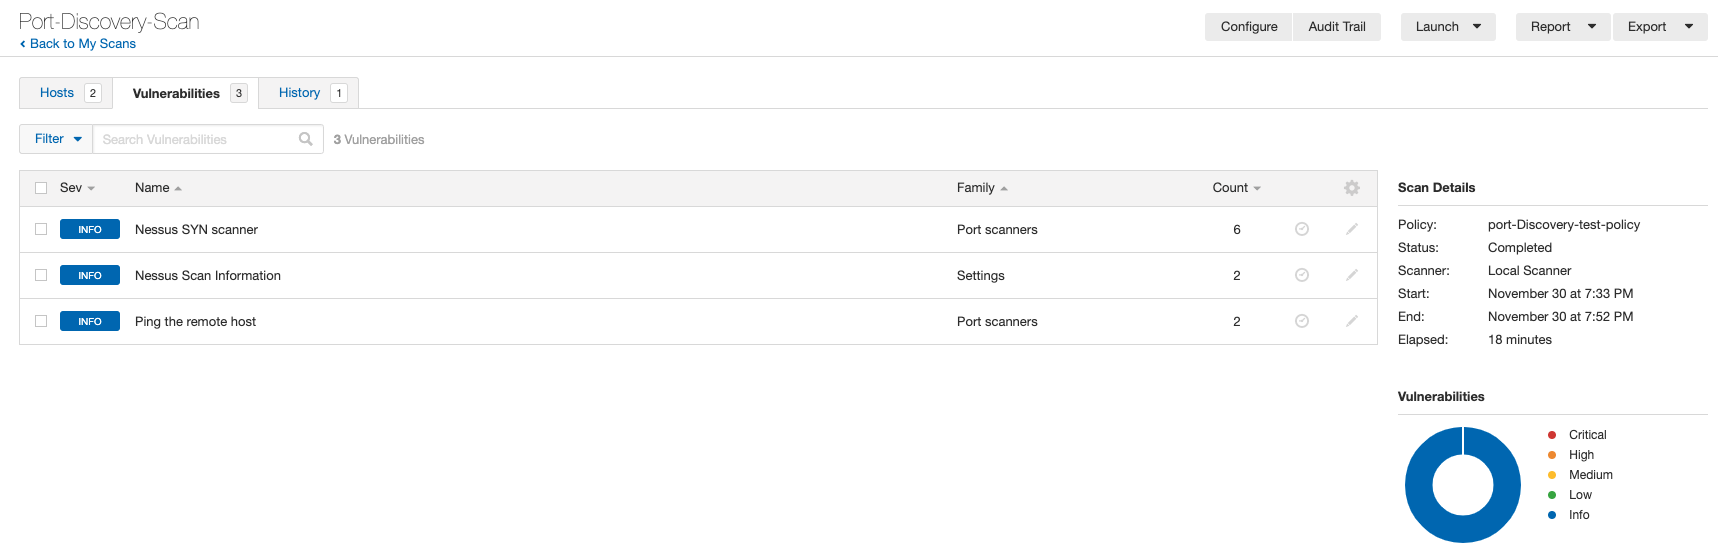 Port-Discovery-Scan
Back to My Scans
Configure Audit Trail Launch Report Export
Hosts 2 Vulnerabilities 3 History 1
Filter Search Vulnerabilities 3 Vulnerabilities
Sev Name Family Count
INFO Nessus SYN scanner Port scanners 6
INFO Nessus Scan Information Settings 2
INFO Ping the remote host Port scanners 2
Scan Details
Policy: port-Discovery-test-policy
Status: Completed
Scanner: Local Scanner
Start: November 30 at 7:33 PM
End: November 30 at 7:52 PM
Elapsed: 18 minutes
Vulnerabilities
Critical
High
Medium
Low
Info